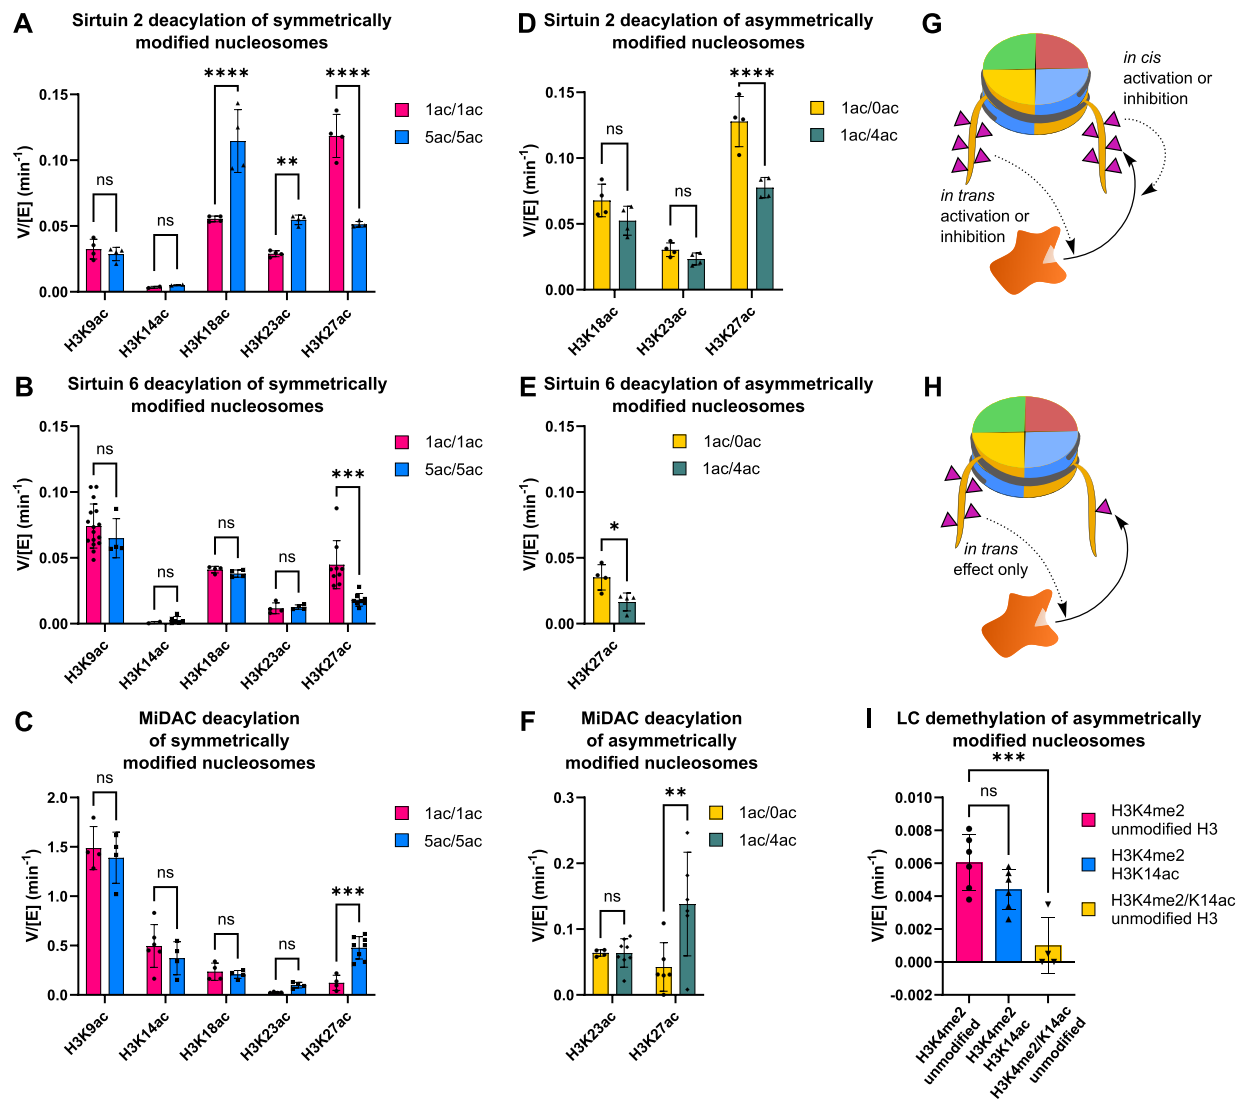 A
Sirtuin 2 deacylation of symmetrically
modified nucleosomes
V/[E] (min⁻¹)
0.15
0.10
0.05
0.00
ns
ns
****
**
****
1ac/1ac
5ac/5ac
H3K9ac
H3K14ac
H3K18ac
H3K23ac
H3K27ac
D
Sirtuin 2 deacylation of asymmetrically
modified nucleosomes
V/[E] (min⁻¹)
0.15
0.10
0.05
0.00
ns
ns
****
1ac/0ac
1ac/4ac
H3K18ac
H3K23ac
H3K27ac
G
in cis
activation or
inhibition
in trans
activation or
inhibition
B
Sirtuin 6 deacylation of symmetrically
modified nucleosomes
V/[E] (min⁻¹)
0.15
0.10
0.05
0.00
ns
ns
ns
ns
***
1ac/1ac
5ac/5ac
H3K9ac
H3K14ac
H3K18ac
H3K23ac
H3K27ac
E
Sirtuin 6 deacylation of asymmetrically
modified nucleosomes
V/[E] (min⁻¹)
0.15
0.10
0.05
0.00
*
1ac/0ac
1ac/4ac
H3K27ac
H
in trans
effect only
C
MiDAC deacylation
of symmetrically
modified nucleosomes
V/[E] (min⁻¹)
2.0
1.5
1.0
0.5
0.0
ns
ns
ns
ns
***
1ac/1ac
5ac/5ac
H3K9ac
H3K14ac
H3K18ac
H3K23ac
H3K27ac
F
MiDAC deacylation
of asymmetrically
modified nucleosomes
V/[E] (min⁻¹)
0.3
0.2
0.1
0.0
ns
**
1ac/0ac
1ac/4ac
H3K23ac
H3K27ac
I
LC demethylation of asymmetrically
modified nucleosomes
V/[E] (min⁻¹)
0.010
0.008
0.006
0.004
0.002
0.000
-0.002
***
ns
H3K4me2
unmodified H3
H3K4me2
H3K14ac
H3K4me2/K14ac
unmodified H3
H3K4me2
unmodified
H3K4me2
H3K14ac
H3K4me2/K14ac
unmodified